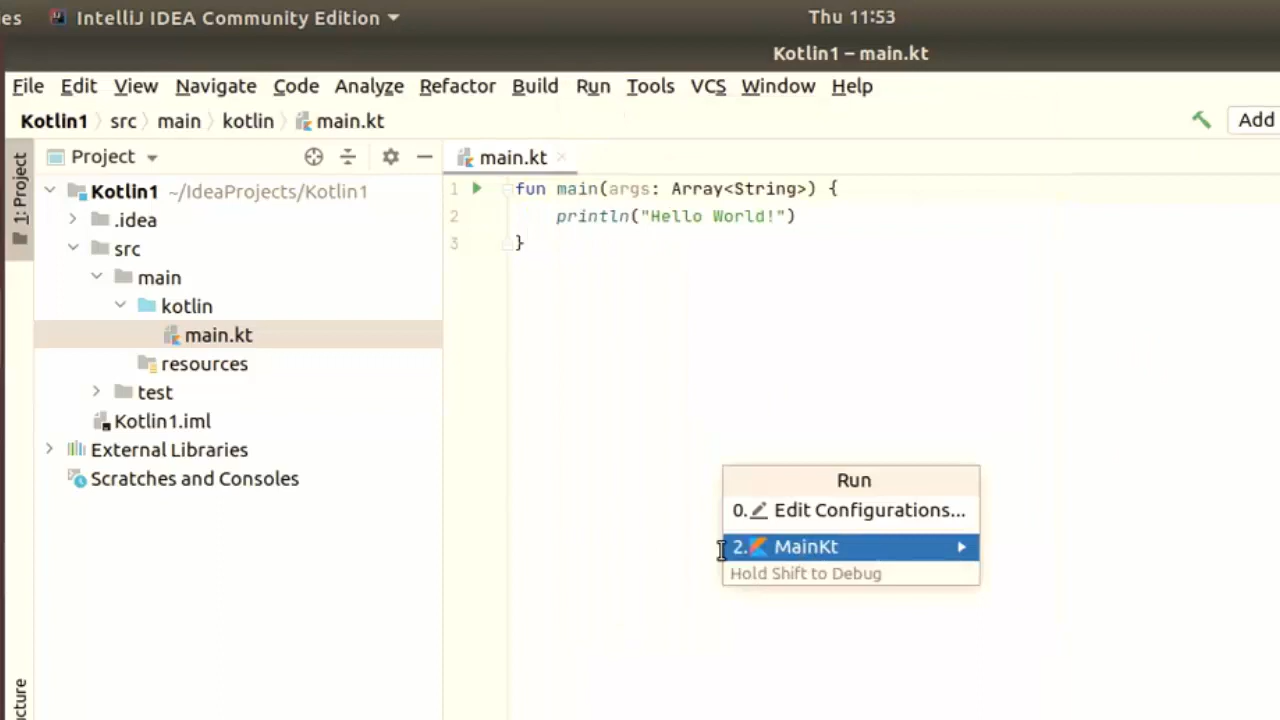 es IntelliJ IDEA Community Edition Thu 11:53
Kotlin1 – main.kt
File Edit View Navigate Code Analyze Refactor Build Run Tools VCS Window Help
Kotlin1 src main kotlin main.kt Add
1: Project
Project
Kotlin1 ~/IdeaProjects/Kotlin1
.idea
src
main
kotlin
main.kt
resources
test
Kotlin1.iml
External Libraries
Scratches and Consoles
main.kt
1 fun main(args: Array<String>) {
2 println("Hello World!")
3 }
Run
0. Edit Configurations...
2. MainKt
Hold Shift to Debug
cture